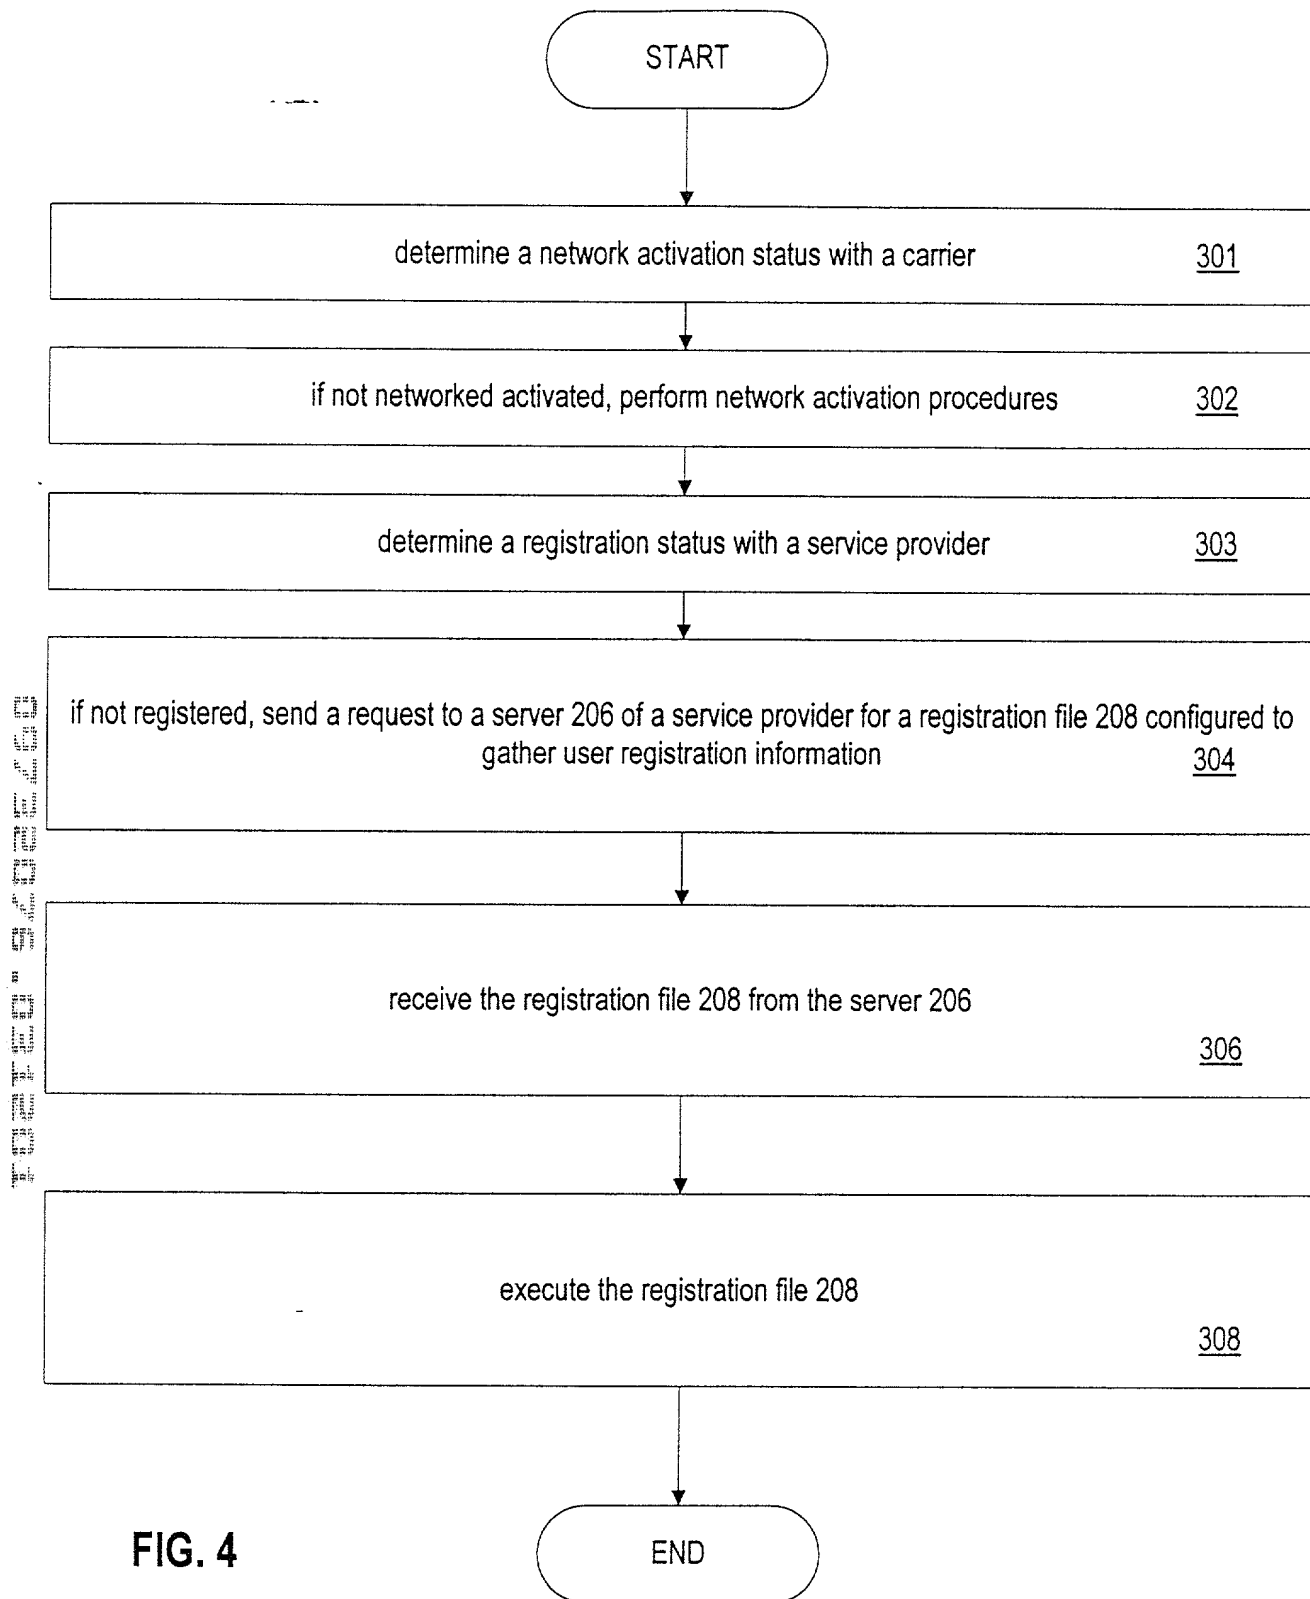 START
determine a network activation status with a carrier 301
if not networked activated, perform network activation procedures 302
determine a registration status with a service provider 303
if not registered, send a request to a server 206 of a service provider for a registration file 208 configured to
gather user registration information 304
receive the registration file 208 from the server 206
306
execute the registration file 208
308
END
FIG. 4